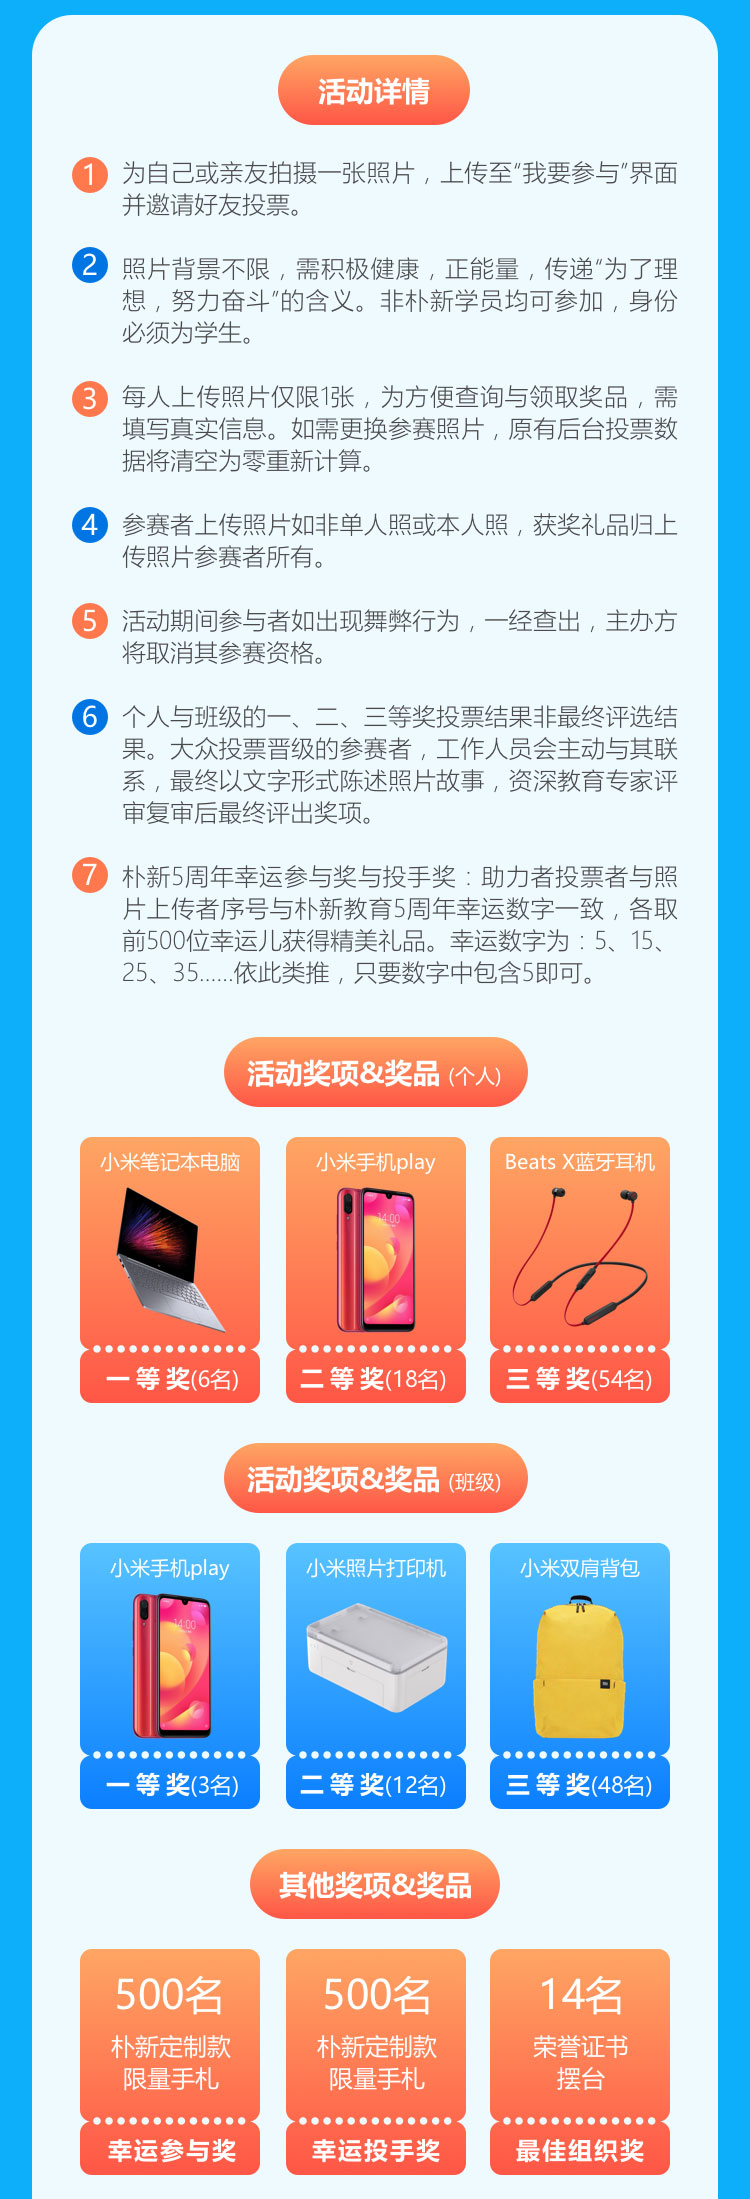 活动详情
1 为自己或亲友拍摄一张照片，上传至“我要参与”界面
并邀请好友投票。
2 照片背景不限，需积极健康，正能量，传递“为了理
想，努力奋斗”的含义。非朴新学员均可参加，身份
必须为学生。
3 每人上传照片仅限1张，为方便查询与领取奖品，需
填写真实信息。如需更换参赛照片，原有后台投票数
据将清空为零重新计算。
4 参赛者上传照片如非单人照或本人照，获奖礼品归上
传照片参赛者所有。
5 活动期间参与者如出现舞弊行为，一经查出，主办方
将取消其参赛资格。
6 个人与班级的一、二、三等奖投票结果非最终评选结
果。大众投票晋级的参赛者，工作人员会主动与其联
系，最终以文字形式陈述照片故事，资深教育专家评
审复审后最终评出奖项。
7 朴新5周年幸运参与奖与投手奖：助力者投票者与照
片上传者序号与朴新教育5周年幸运数字一致，各取
前500位幸运儿获得精美礼品。幸运数字为：5、15、
25、35......依此类推，只要数字中包含5即可。
活动奖项&奖品 (个人)
小米笔记本电脑
一等奖(6名)
小米手机play
14:00
二等奖(18名)
Beats X蓝牙耳机
三等奖(54名)
活动奖项&奖品 (班级)
小米手机play
14:00
一等奖(3名)
小米照片打印机
二等奖(12名)
小米双肩背包
三等奖(48名)
其他奖项&奖品
500名
朴新定制款
限量手札
幸运参与奖
500名
朴新定制款
限量手札
幸运投手奖
14名
荣誉证书
摆台
最佳组织奖